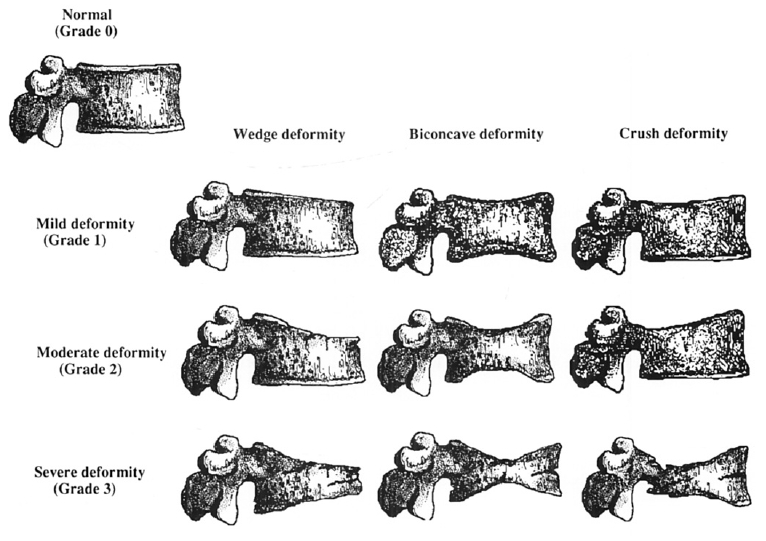 Normal
(Grade 0)
Wedge deformity
Biconcave deformity
Crush deformity
Mild deformity
(Grade 1)
Moderate deformity
(Grade 2)
Severe deformity
(Grade 3)